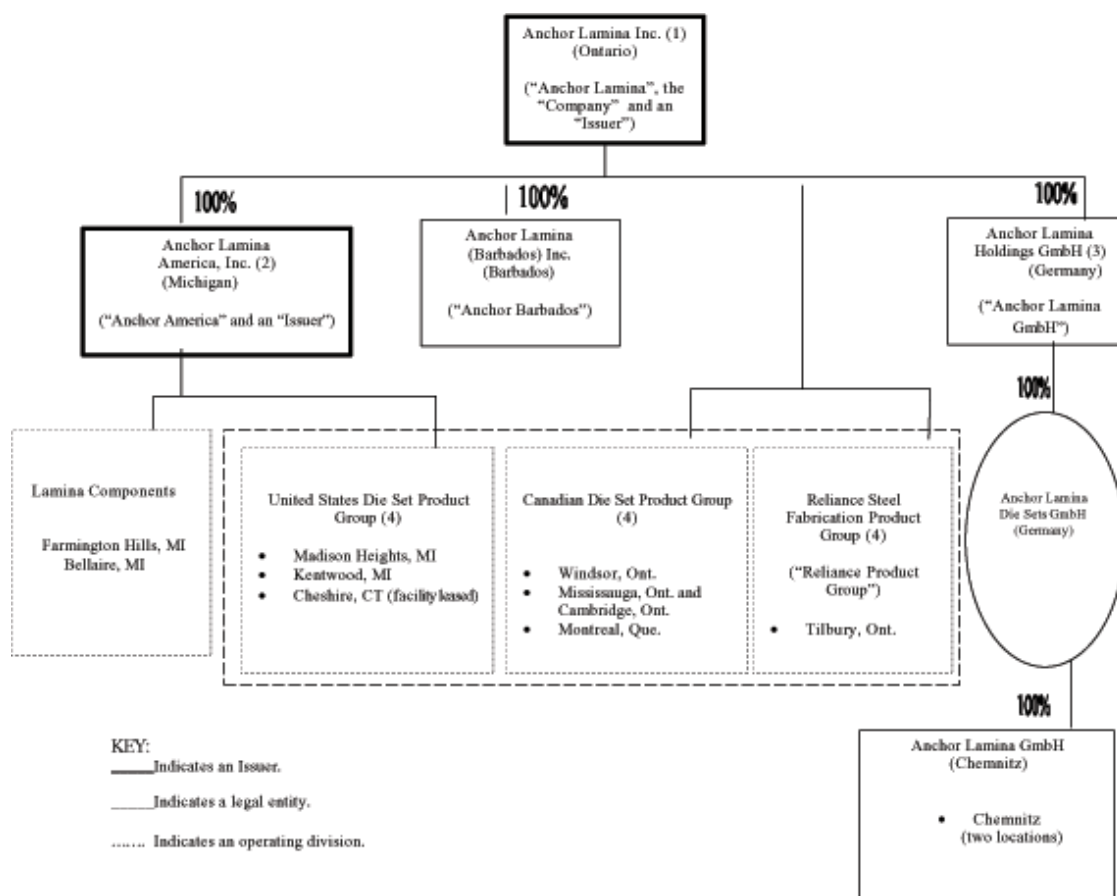 Anchor Lamina Inc. (1)
(Ontario)
(“Anchor Lamina”, the
“Company” and an
“Issuer”)
100%
100%
100%
Anchor Lamina
America, Inc. (2)
(Michigan)
(“Anchor America” and an “Issuer”)
Anchor Lamina
(Barbados) Inc.
(Barbados)
(“Anchor Barbados”)
Anchor Lamina
Holdings GmbH (3)
(Germany)
(“Anchor Lamina
GmbH”)
100%
Lamina Components
Farmington Hills, MI
Bellaire, MI
United States Die Set Product
Group (4)
• Madison Heights, MI
• Kentwood, MI
• Cheshire, CT (facility leased)
Canadian Die Set Product Group
(4)
• Windsor, Ont.
• Mississauga, Ont. and
Cambridge, Ont.
• Montreal, Que.
Reliance Steel
Fabrication Product
Group (4)
(“Reliance Product
Group”)
• Tilbury, Ont.
Anchor Lamina
Die Sets GmbH
(Germany)
100%
Anchor Lamina GmbH
(Chemnitz)
• Chemnitz
(two locations)
KEY:
_____Indicates an Issuer.
_____Indicates a legal entity.
....... Indicates an operating division.